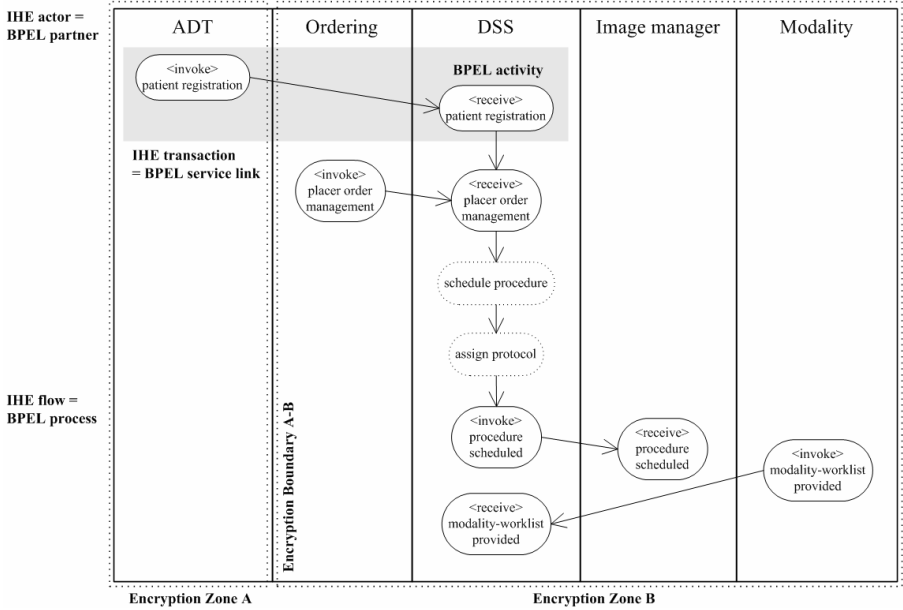 IHE actor =
BPEL partner
ADT
Ordering
DSS
Image manager
Modality
<invoke>
patient registration
BPEL activity
<receive>
patient registration
IHE transaction
= BPEL service link
<invoke>
placer order
management
<receive>
placer order
management
schedule procedure
assign protocol
IHE flow =
BPEL process
Encryption Boundary A-B
<invoke>
procedure
scheduled
<receive>
procedure
scheduled
<invoke>
modality-worklist
provided
<receive>
modality-worklist
provided
Encryption Zone A
Encryption Zone B